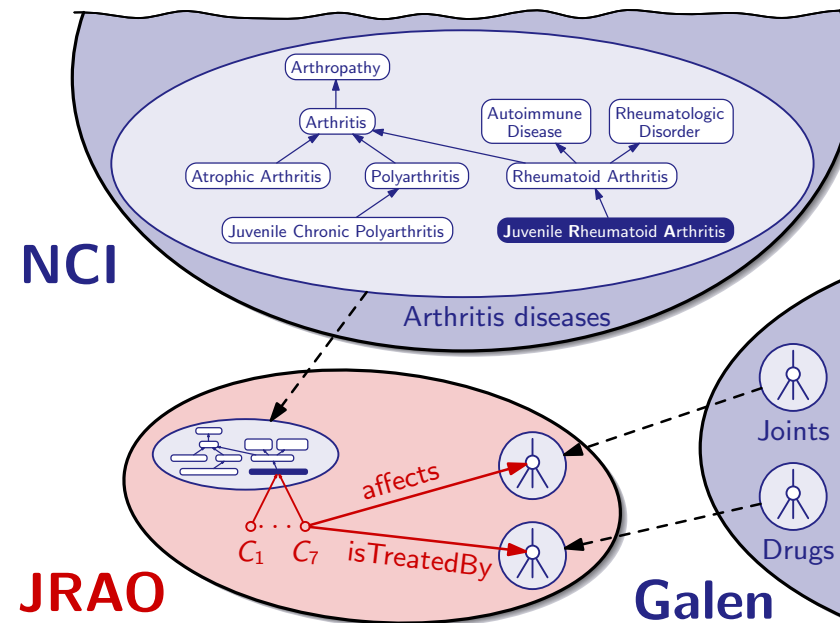 Arthropathy
Arthritis
Autoimmune
Disease
Rheumatologic
Disorder
Atrophic Arthritis
Polyarthritis
Rheumatoid Arthritis
Juvenile Chronic Polyarthritis
Juvenile Rheumatoid Arthritis
NCI
Arthritis diseases
Joints
affects
C1 ... C7
isTreatedBy
Drugs
JRAO
Galen